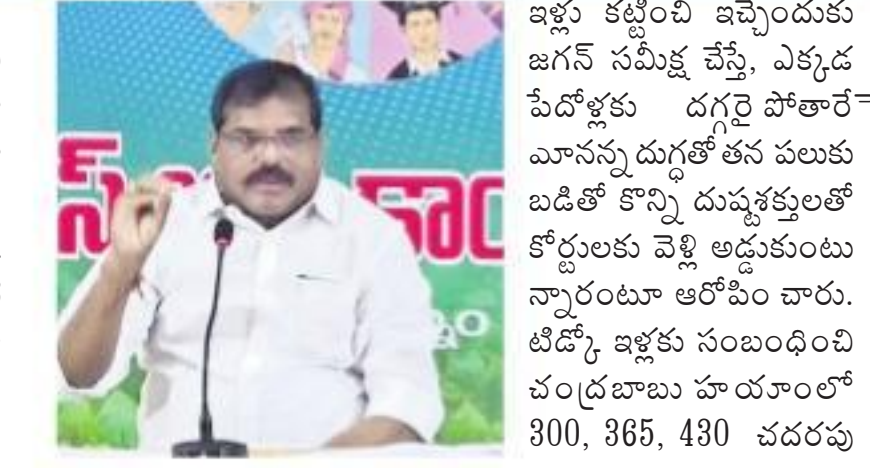 ఇళ్లు కట్టించి ఇచ్చేందుకు
జగన్ సమీక్ష చేస్తే, ఎక్కడ
పేదోళ్లకు దగ్గరై పోతారే
మోనన్న దుగ్ధతో తన పలుకు
బడితో కొన్ని దుష్టశక్తులతో
కోర్టులకు వెళ్లి అడ్డుకుంటు
న్నారంటూ ఆరోపిం చారు.
టిడ్కో ఇళ్లకు సంబంధించి
చంద్రబాబు హయాంలో
300, 365, 430 చదరపు